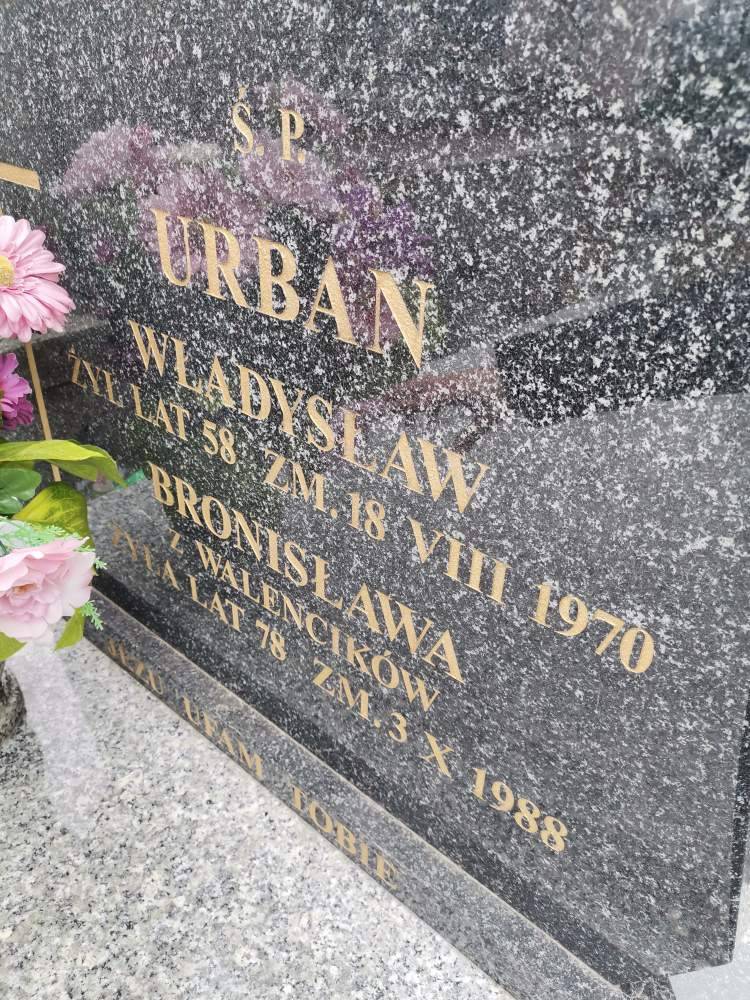 Ś. P.
URBAN
WŁADYSŁAW
ŻYŁ LAT 58 ZM. 18 VIII 1970
BRONISŁAWA
Z WALENCIKÓW
ŻYŁA LAT 78 ZM. 3 X 1988
JEZU UFAM TOBIE